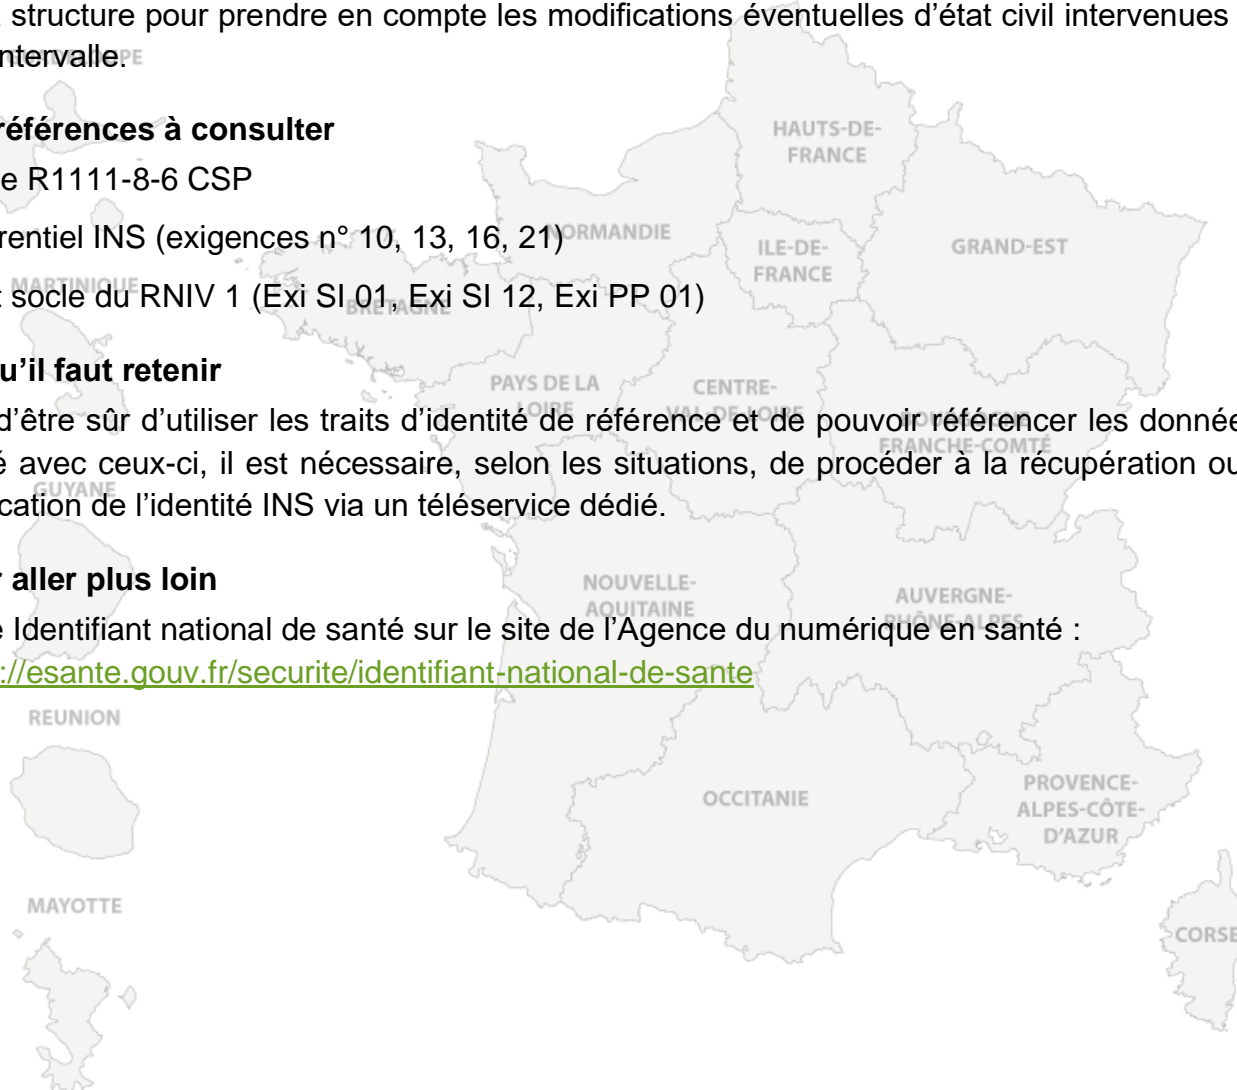 structure pour prendre en compte les modifications éventuelles d’état civil intervenues
ntervalle.
GUADELOUPE
références à consulter
HAUTS-DE-
FRANCE
e R1111-8-6 CSP
rentiel INS (exigences n° 10, 13, 16, 21)
NORMANDIE
ILE-DE-
FRANCE
GRAND-EST
MARTINIQUE
t socle du RNIV 1 (Exi SI 01, Exi SI 12, Exi PP 01)
BRETAGNE
u’il faut retenir
PAYS DE LA
LOIRE
CENTRE-
VAL-DE-LOIRE
BOURGOGNE
FRANCHE-COMTÉ
d’être sûr d’utiliser les traits d’identité de référence et de pouvoir référencer les donnée
é avec ceux-ci, il est nécessaire, selon les situations, de procéder à la récupération ou
GUYANE
cation de l’identité INS via un téléservice dédié.
r aller plus loin
NOUVELLE-
AQUITAINE
AUVERGNE-
RHÔNE-ALPES
e Identifiant national de santé sur le site de l’Agence du numérique en santé :
://esante.gouv.fr/securite/identifiant-national-de-sante
REUNION
OCCITANIE
PROVENCE-
ALPES-CÔTE-
D’AZUR
MAYOTTE
CORSE